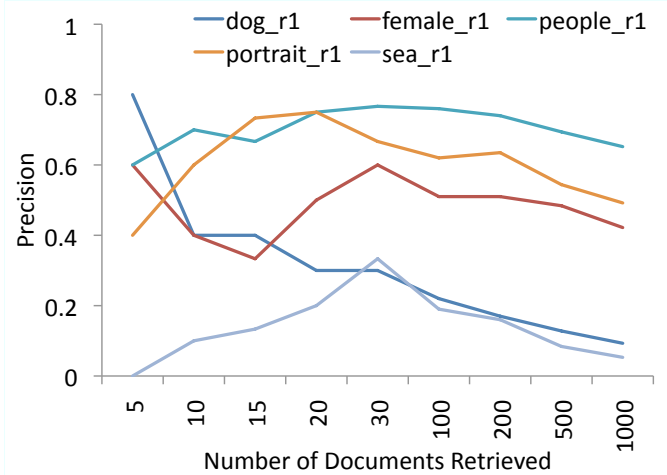 dog_r1 female_r1 people_r1
portrait_r1 sea_r1
1
0.8
0.6
0.4
0.2
0
Precision
5 10 15 20 30 100 200 500 1000
Number of Documents Retrieved